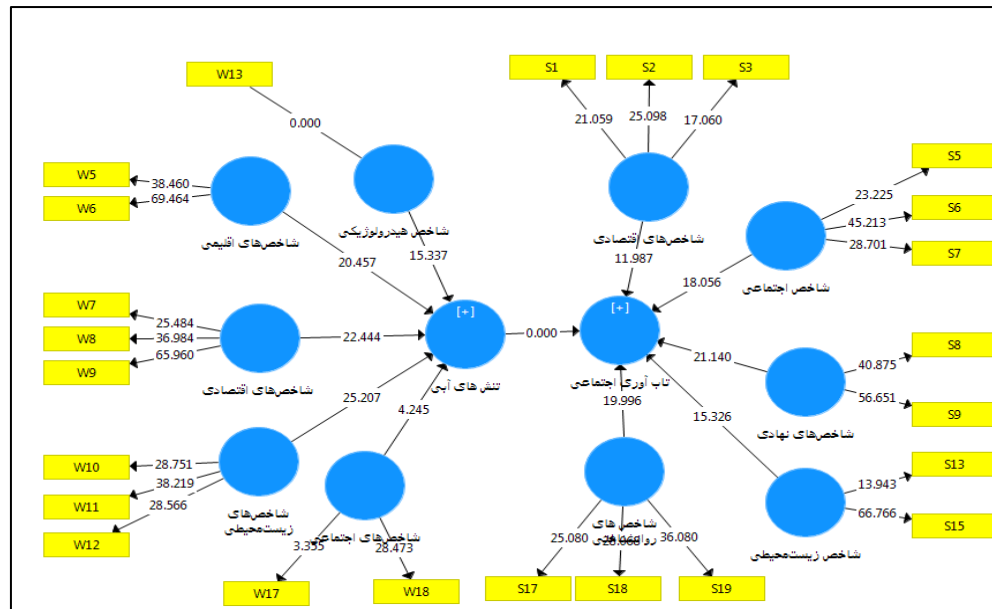 W13
S1
S2
S3
0.000
21.059
25.098
17.060
W5
38.460
W6
69.464
شاخص‌های اقلیمی
شاخص هیدرولوژیکی
20.457
15.337
شاخص‌های اقتصادی
11.987
S5
23.225
S6
45.213
S7
28.701
18.056
شاخص اجتماعی
W7
25.484
W8
36.984
W9
65.960
شاخص‌های اقتصادی
22.444
[+]
تنش های آبی
0.000
[+]
تاب آوری اجتماعی
21.140
S8
40.875
S9
56.651
شاخص‌های نهادی
25.207
4.245
19.996
15.326
W10
28.751
W11
38.219
W12
28.566
شاخص‌های
زیست‌محیطی
شاخص‌های اجتماعی
3.355
28.473
W17
W18
شاخص های
25.080
36.080
S17
S18
S19
S13
13.943
S15
66.766
شاخص زیست‌محیطی